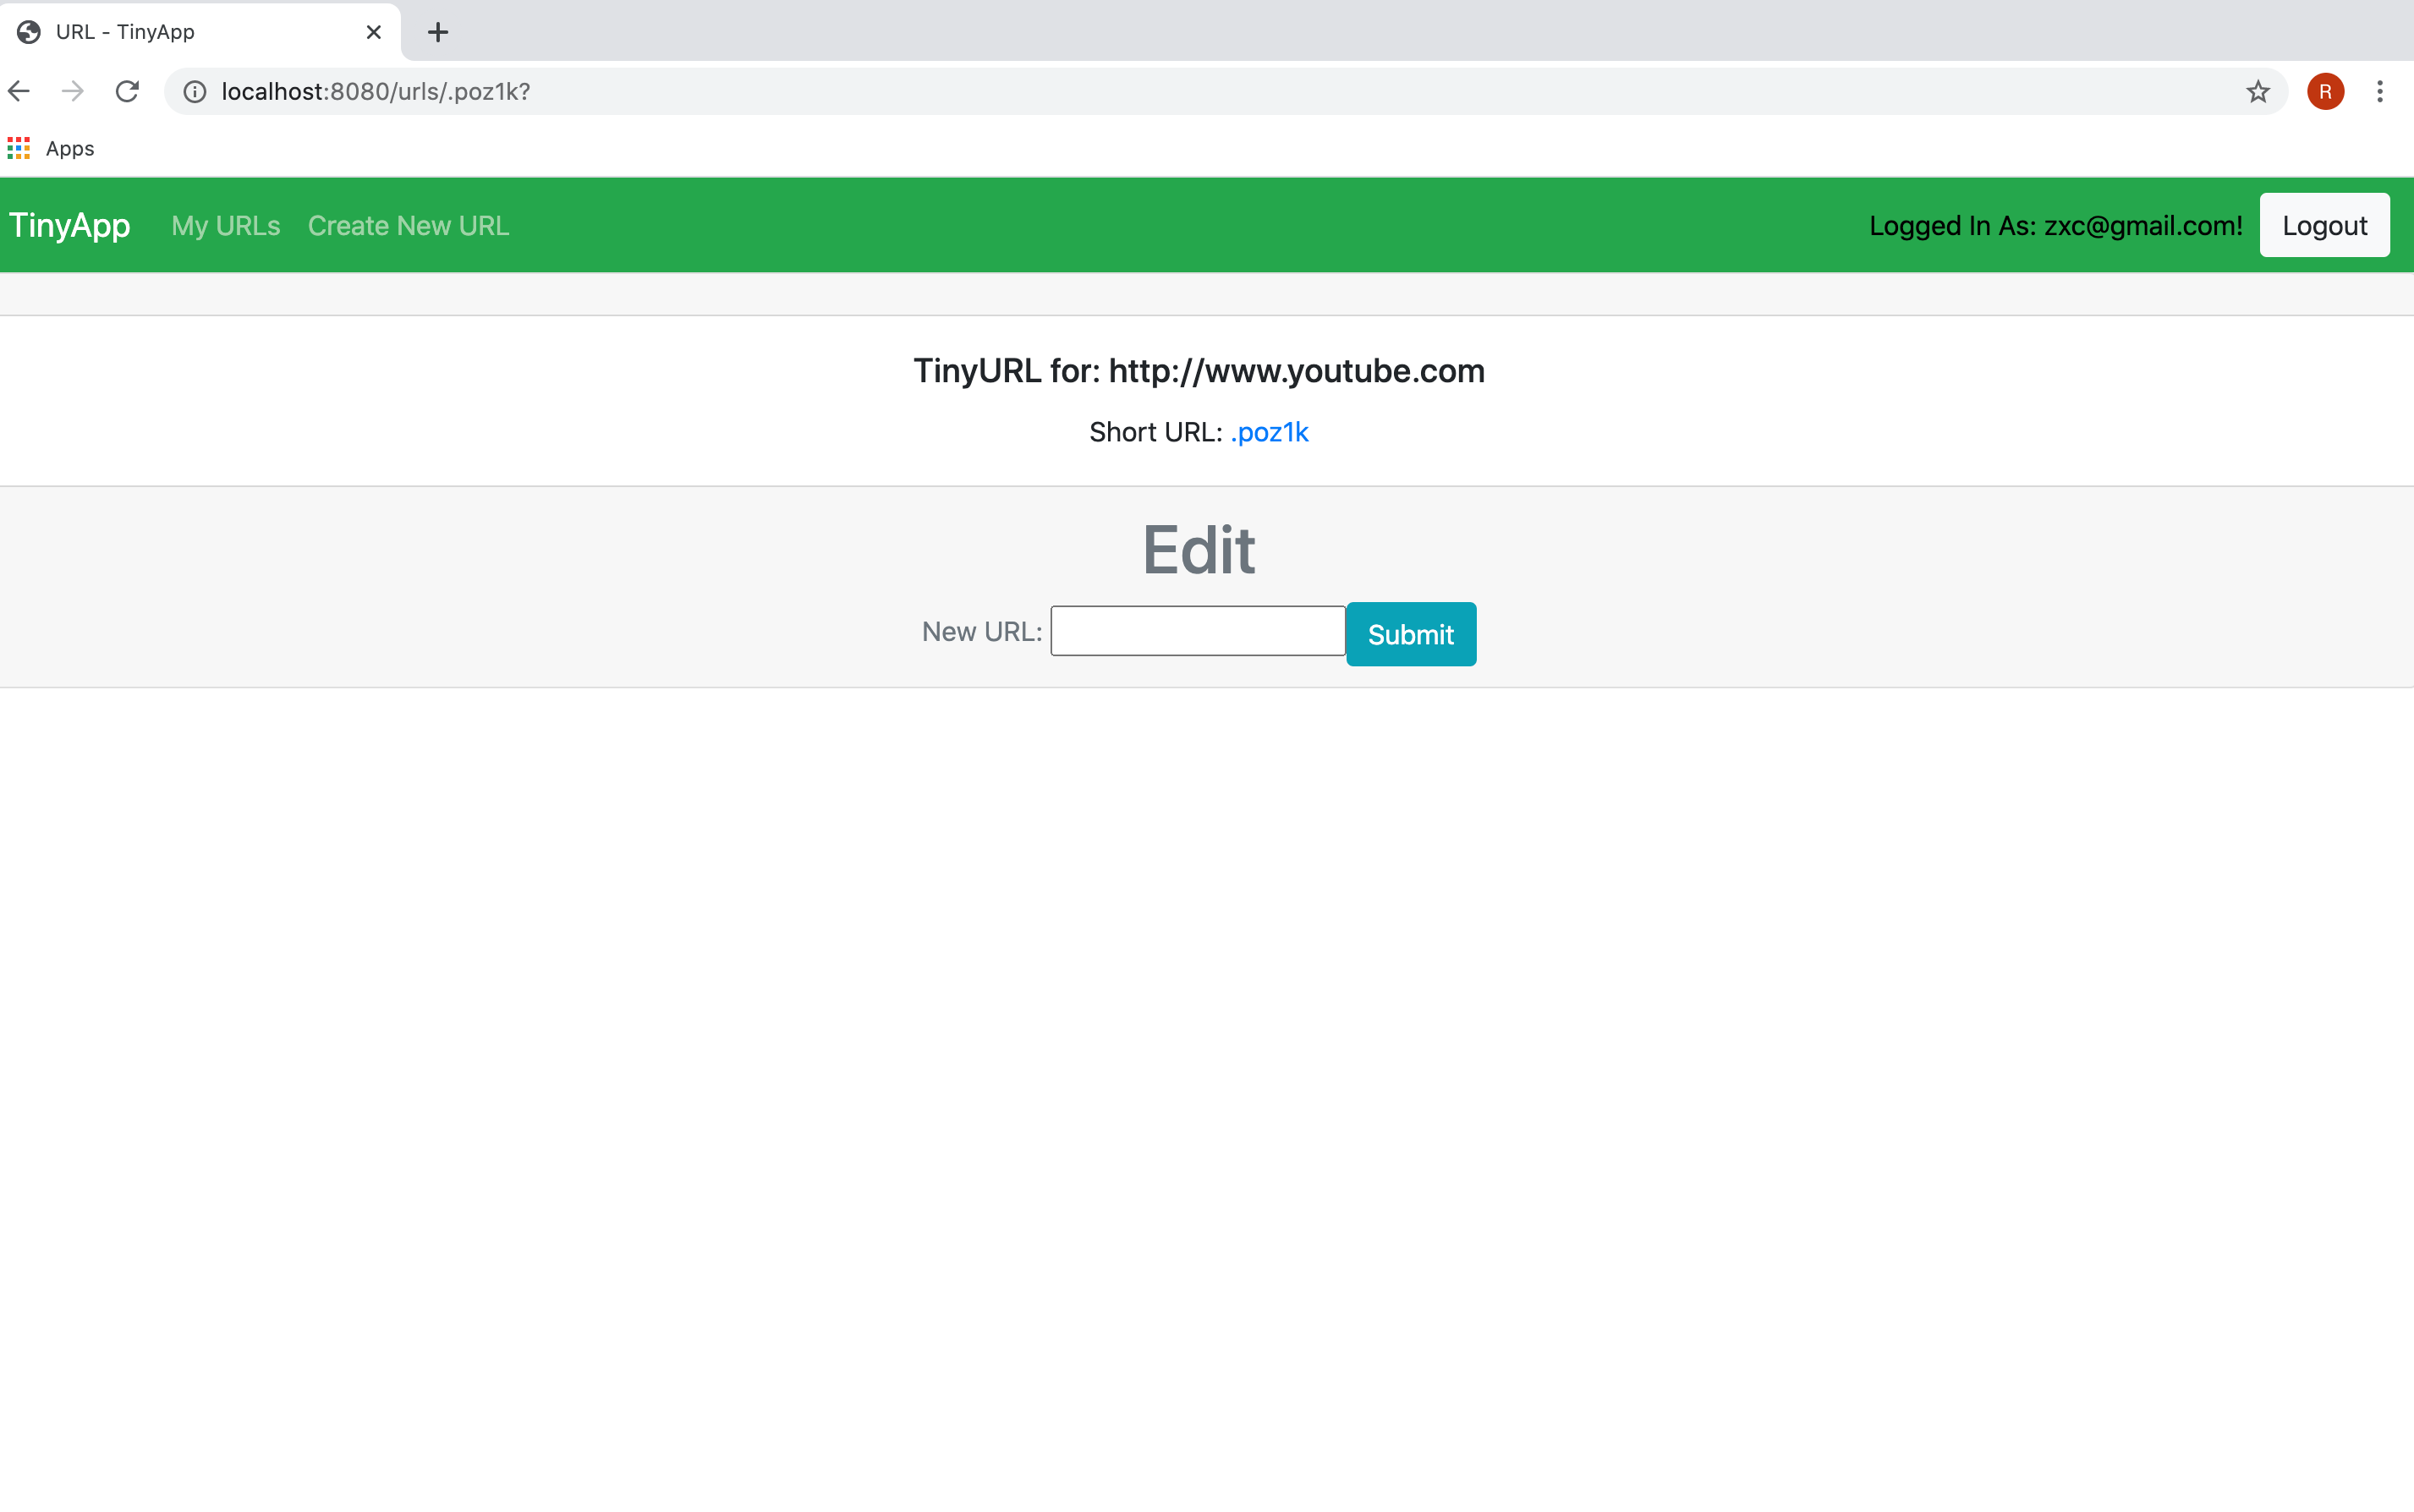 URL - TinyApp
localhost:8080/urls/.poz1k?
R
Apps
TinyApp My URLs Create New URL Logged In As: zxc@gmail.com! Logout
TinyURL for: http://www.youtube.com
Short URL: .poz1k
Edit
New URL: Submit